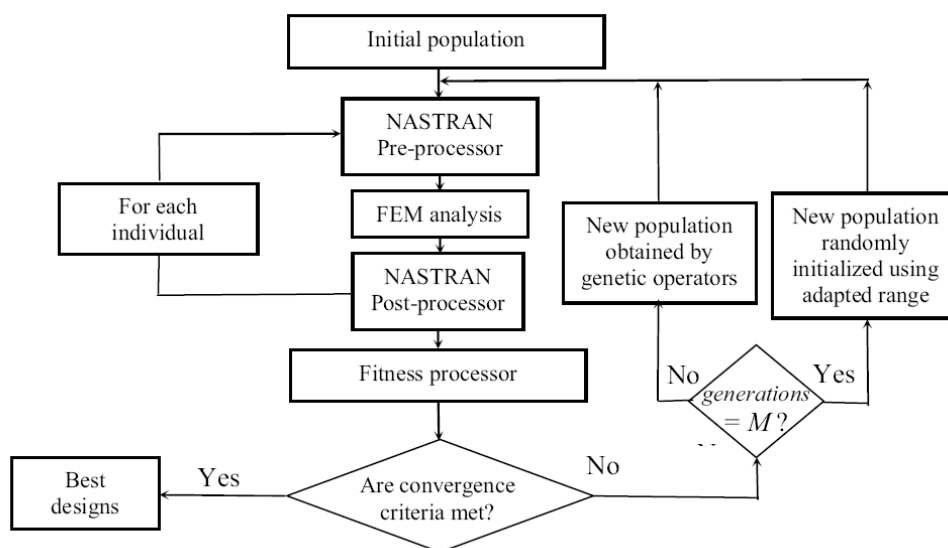 Initial population
NASTRAN
Pre-processor
For each
individual
FEM analysis
NASTRAN
Post-processor
New population
obtained by
genetic operators
New population
randomly
initialized using
adapted range
Fitness processor
No
generations
= M ?
Yes
Best
designs
Yes
Are convergence
criteria met?
No